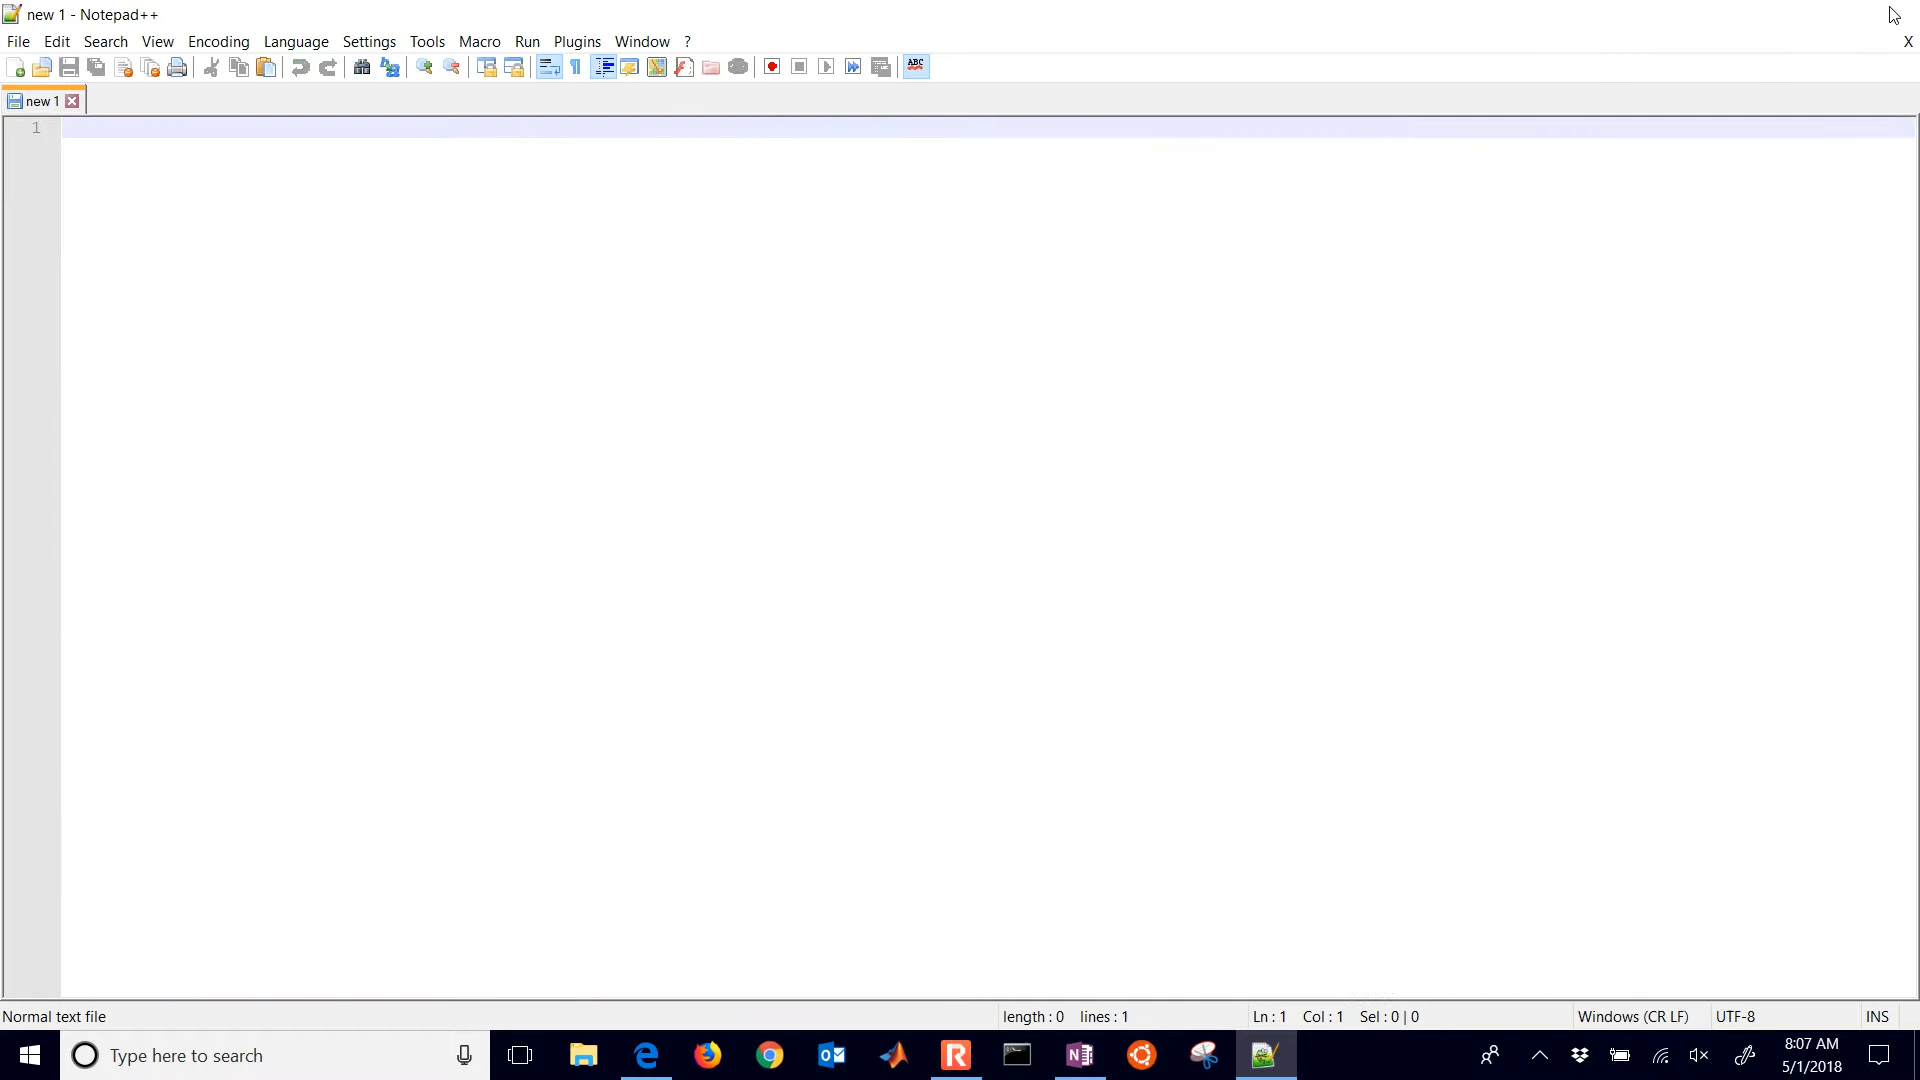 new 1 - Notepad++
File Edit Search View Encoding Language Settings Tools Macro Run Plugins Window ? X
ABC
new 1
1
Normal text file length : 0 lines : 1 Ln : 1 Col : 1 Sel : 0 | 0 Windows (CR LF) UTF-8 INS
Type here to search
8:07 AM
5/1/2018